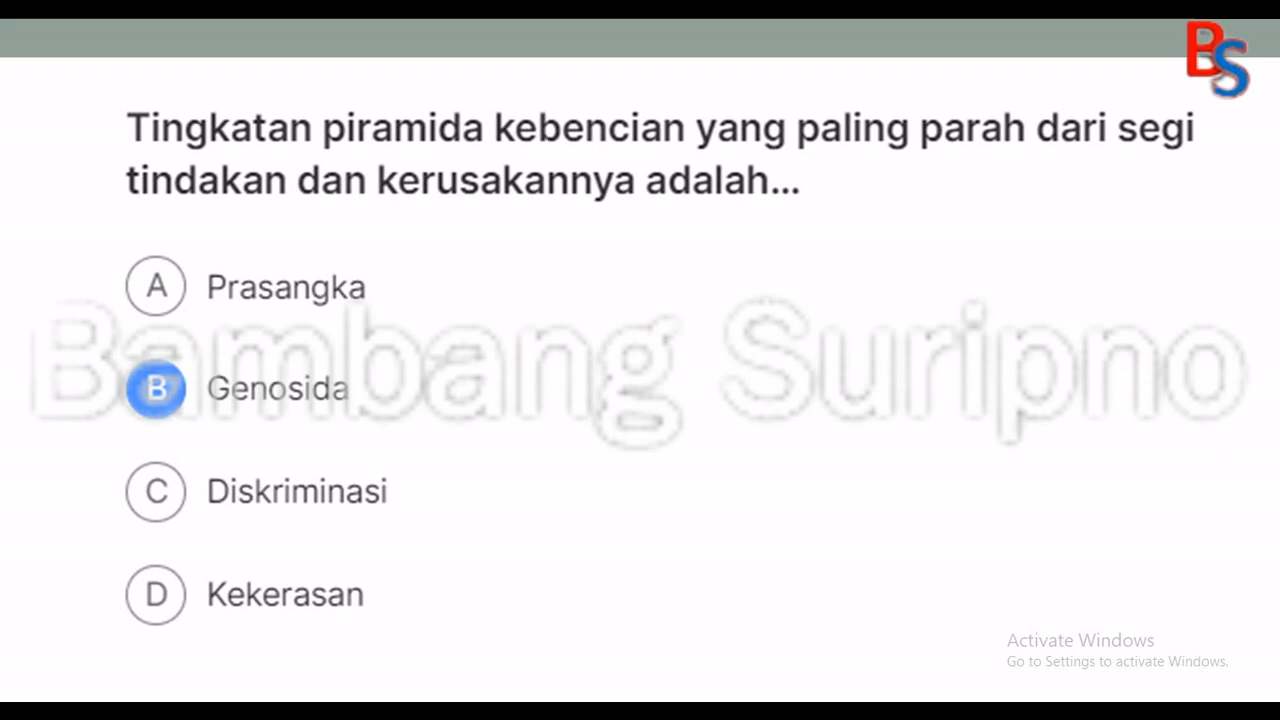 BS
Tingkatan piramida kebencian yang paling parah dari segi
tindakan dan kerusakannya adalah...
A Prasangka
Bambang Suripno
B Genosida
C Diskriminasi
D Kekerasan
Activate Windows
Go to Settings to activate Windows.